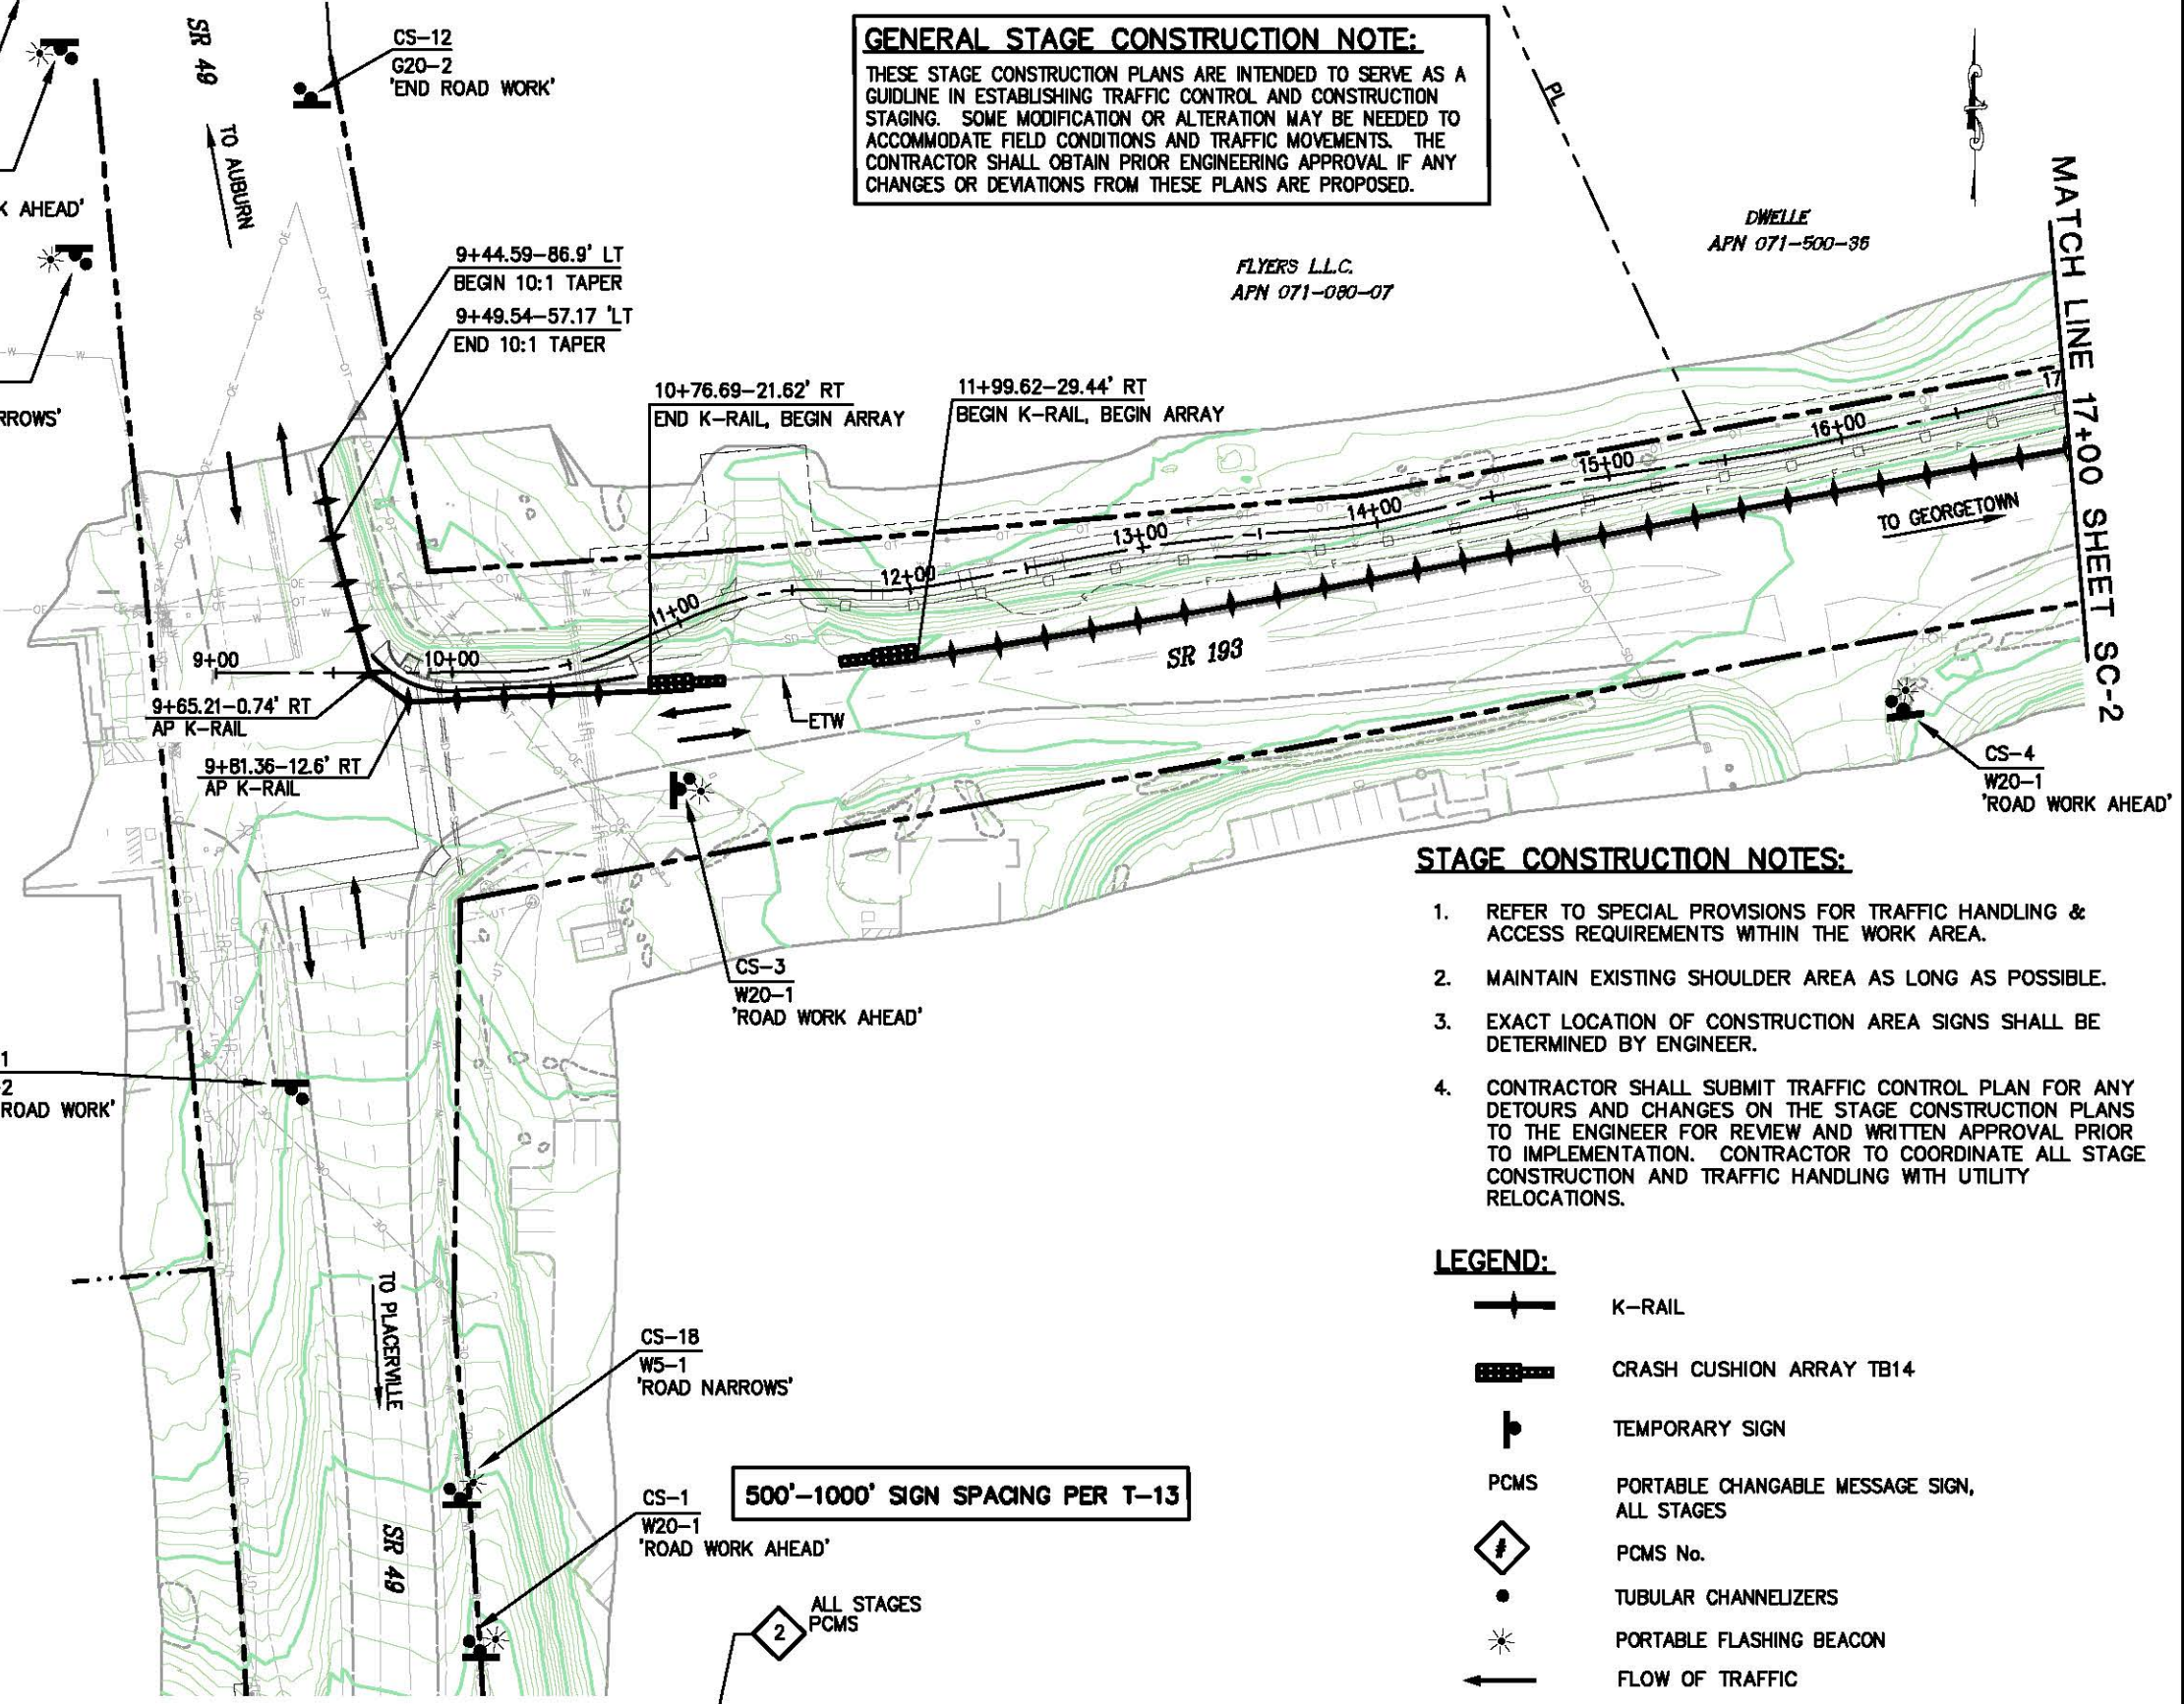 GENERAL STAGE CONSTRUCTION NOTE:
THESE STAGE CONSTRUCTION PLANS ARE INTENDED TO SERVE AS A
GUIDLINE IN ESTABLISHING TRAFFIC CONTROL AND CONSTRUCTION
STAGING. SOME MODIFICATION OR ALTERATION MAY BE NEEDED TO
ACCOMMODATE FIELD CONDITIONS AND TRAFFIC MOVEMENTS. THE
CONTRACTOR SHALL OBTAIN PRIOR ENGINEERING APPROVAL IF ANY
CHANGES OR DEVIATIONS FROM THESE PLANS ARE PROPOSED.
SR 49
TO AUBURN
CS-12
G20-2
'END ROAD WORK'
K AHEAD'
RROWS'
PL
DWELLE
APN 071-500-36
FLYERS L.L.C.
APN 071-080-07
MATCH LINE 17+00 SHEET SC-2
9+44.59-86.9' LT
BEGIN 10:1 TAPER
9+49.54-57.17 'LT
END 10:1 TAPER
10+76.69-21.62' RT
END K-RAIL, BEGIN ARRAY
11+99.62-29.44' RT
BEGIN K-RAIL, BEGIN ARRAY
9+00
10+00
11+00
12+00
13+00
14+00
15+00
16+00
17
TO GEORGETOWN
SR 193
ETW
9+65.21-0.74' RT
AP K-RAIL
9+81.36-12.6' RT
AP K-RAIL
CS-4
W20-1
'ROAD WORK AHEAD'
CS-3
W20-1
'ROAD WORK AHEAD'
1
2
ROAD WORK'
TO PLACERVILLE
SR 49
CS-18
W5-1
'ROAD NARROWS'
CS-1
W20-1
'ROAD WORK AHEAD'
500'-1000' SIGN SPACING PER T-13
2
ALL STAGES
PCMS
STAGE CONSTRUCTION NOTES:
1. REFER TO SPECIAL PROVISIONS FOR TRAFFIC HANDLING &
ACCESS REQUIREMENTS WITHIN THE WORK AREA.
2. MAINTAIN EXISTING SHOULDER AREA AS LONG AS POSSIBLE.
3. EXACT LOCATION OF CONSTRUCTION AREA SIGNS SHALL BE
DETERMINED BY ENGINEER.
4. CONTRACTOR SHALL SUBMIT TRAFFIC CONTROL PLAN FOR ANY
DETOURS AND CHANGES ON THE STAGE CONSTRUCTION PLANS
TO THE ENGINEER FOR REVIEW AND WRITTEN APPROVAL PRIOR
TO IMPLEMENTATION. CONTRACTOR TO COORDINATE ALL STAGE
CONSTRUCTION AND TRAFFIC HANDLING WITH UTILITY
RELOCATIONS.
LEGEND:
K-RAIL
CRASH CUSHION ARRAY TB14
TEMPORARY SIGN
PCMS PORTABLE CHANGABLE MESSAGE SIGN,
ALL STAGES
# PCMS No.
TUBULAR CHANNELIZERS
PORTABLE FLASHING BEACON
FLOW OF TRAFFIC